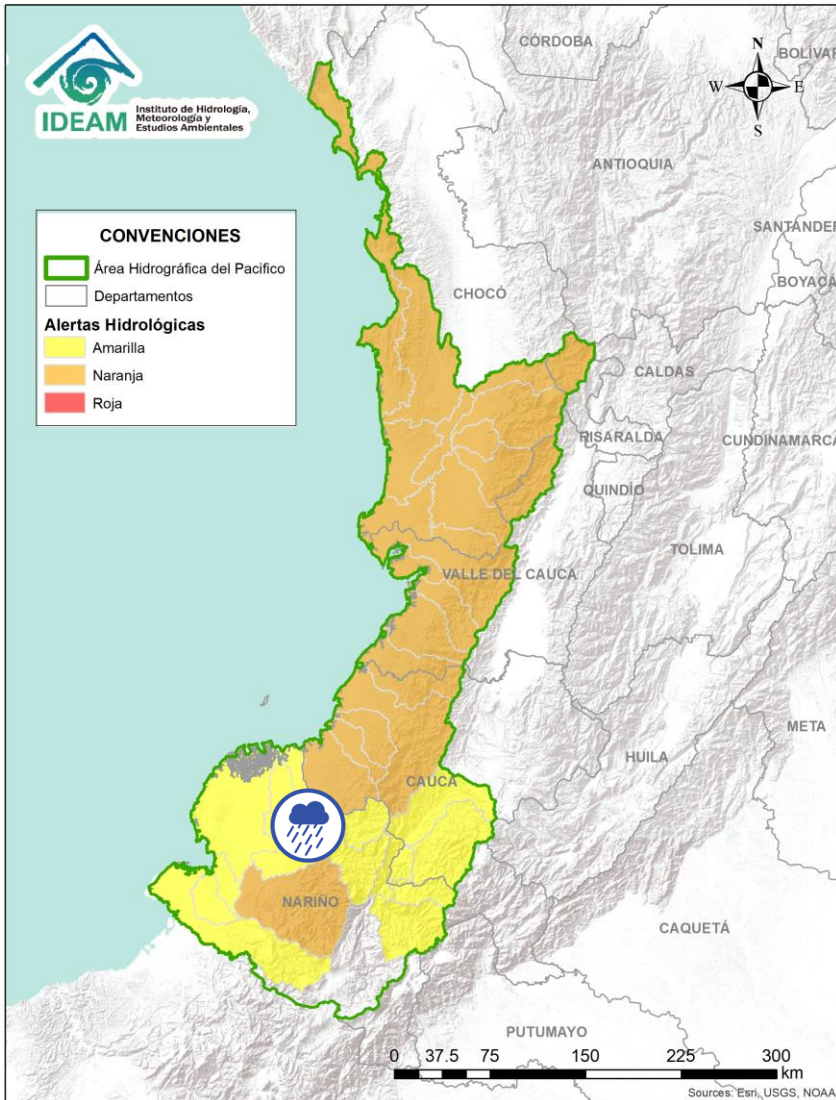 IDEAM
Instituto de Hidrología,
Meteorología y
Estudios Ambientales
CONVENCIONES
Área Hidrográfica del Pacifico
Departamentos
Alertas Hidrológicas
Amarilla
Naranja
Roja
N
W E
S
CÓRDOBA
BOLÍVAR
ANTIOQUIA
SANTANDER
BOYACÁ
CHOCÓ
CALDAS
RISARALDA
CUNDINAMARCA
QUINDÍO
TOLIMA
VALLE DEL CAUCA
META
HUILA
CAUCA
NARIÑO
CAQUETÁ
PUTUMAYO
0 37.5 75 150 225 300
km
Sources: Esri, USGS, NOAA